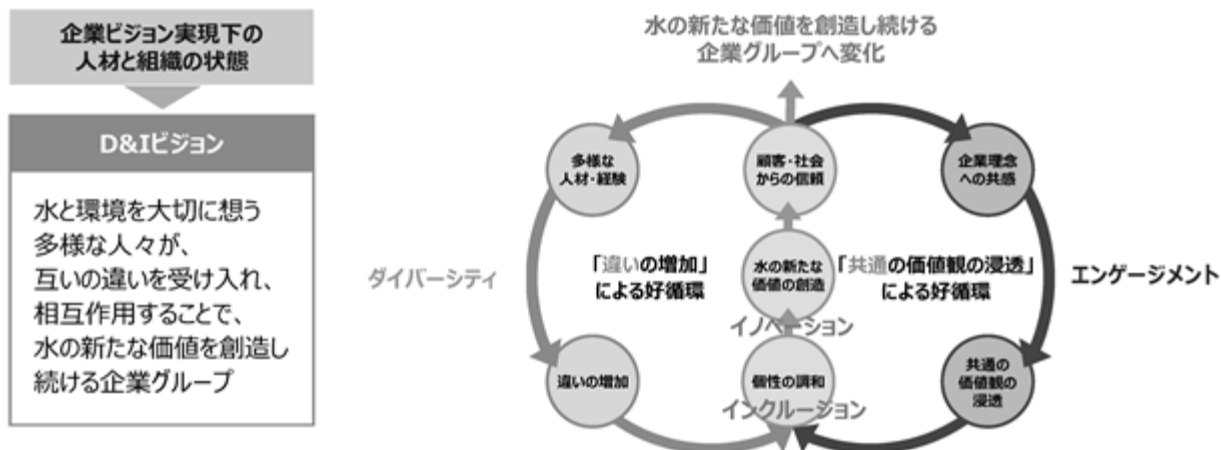 企業ビジョン実現下の
人材と組織の状態
D&Iビジョン
水と環境を大切に想う
多様な人々が、
互いの違いを受け入れ、
相互作用することで、
水の新たな価値を創造し
続ける企業グループ
水の新たな価値を創造し続ける
企業グループへ変化
多様な
人材・経験
顧客・社会
からの信頼
企業理念
への共感
ダイバーシティ
「違いの増加」
による好循環
水の新たな
価値の創造
イノベーション
「共通の価値観の浸透」
による好循環
エンゲージメント
違いの増加
個性の調和
インクルージョン
共通の
価値観の
浸透